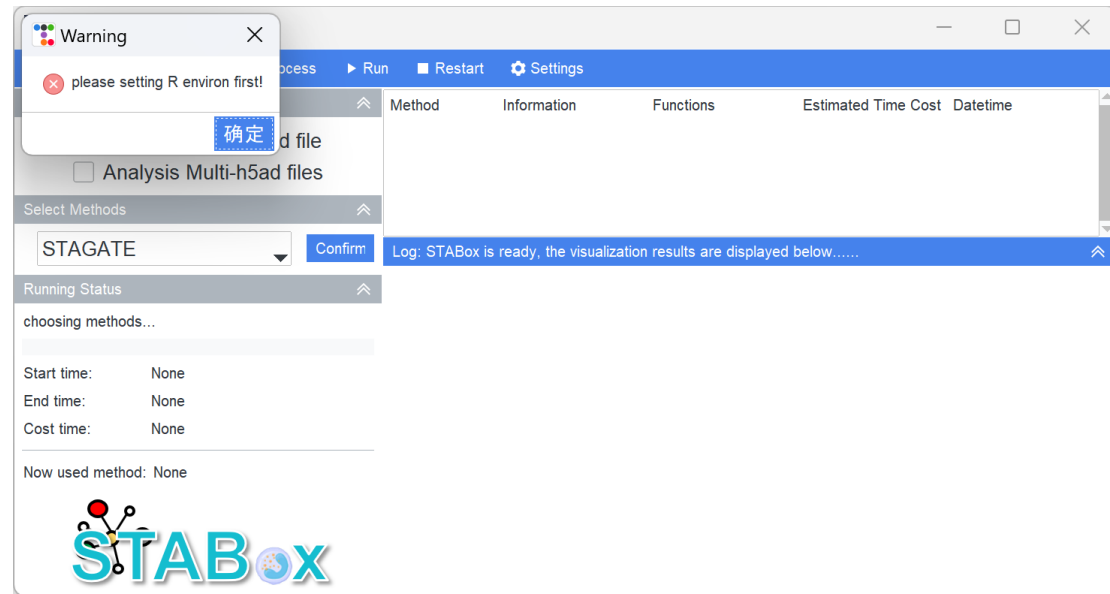 Warning
please setting R environ first!
确定
Run
Restart
Settings
file
Analysis Multi-h5ad files
Select Methods
STAGATE
Confirm
Running Status
choosing methods...
Start time: None
End time: None
Cost time: None
Now used method: None
STABox
Method Information Functions Estimated Time Cost Datetime
Log: STABox is ready, the visualization results are displayed below......